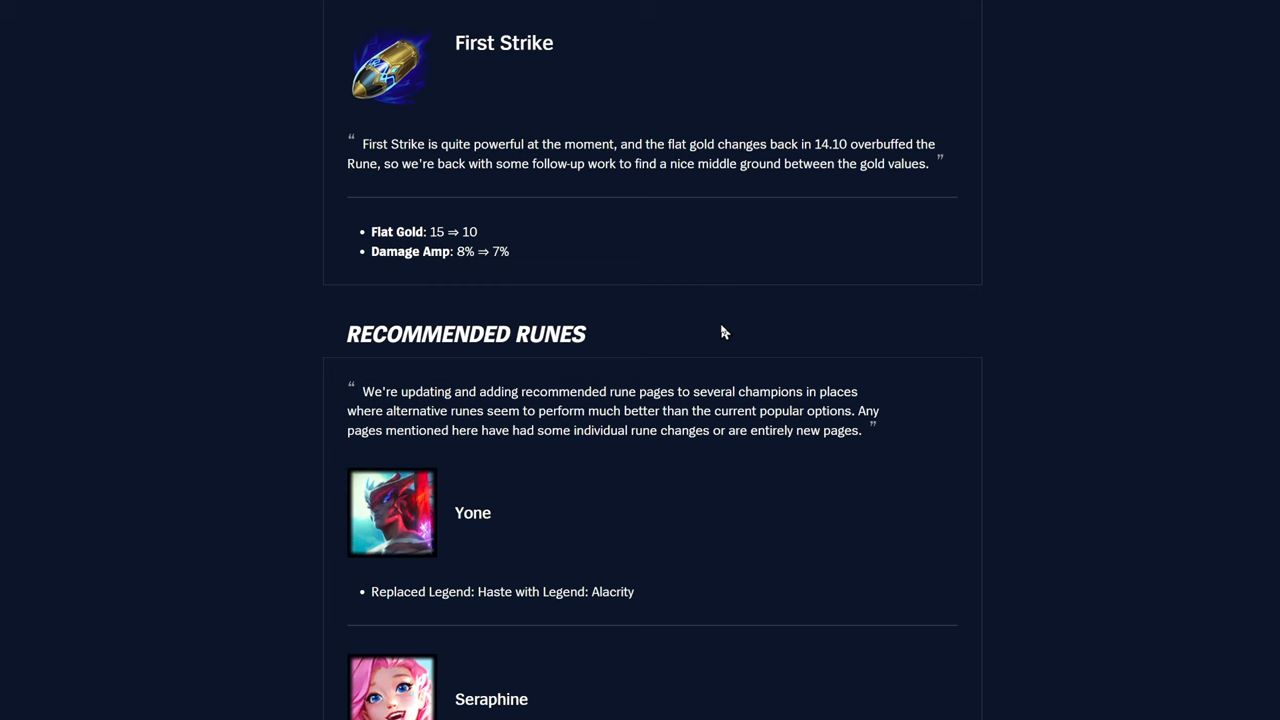 First Strike
“ First Strike is quite powerful at the moment, and the flat gold changes back in 14.10 overbuffed the
Rune, so we're back with some follow-up work to find a nice middle ground between the gold values. ”
• Flat Gold: 15 ⇒ 10
• Damage Amp: 8% ⇒ 7%
RECOMMENDED RUNES
“ We're updating and adding recommended rune pages to several champions in places
where alternative runes seem to perform much better than the current popular options. Any
pages mentioned here have had some individual rune changes or are entirely new pages. ”
Yone
• Replaced Legend: Haste with Legend: Alacrity
Seraphine